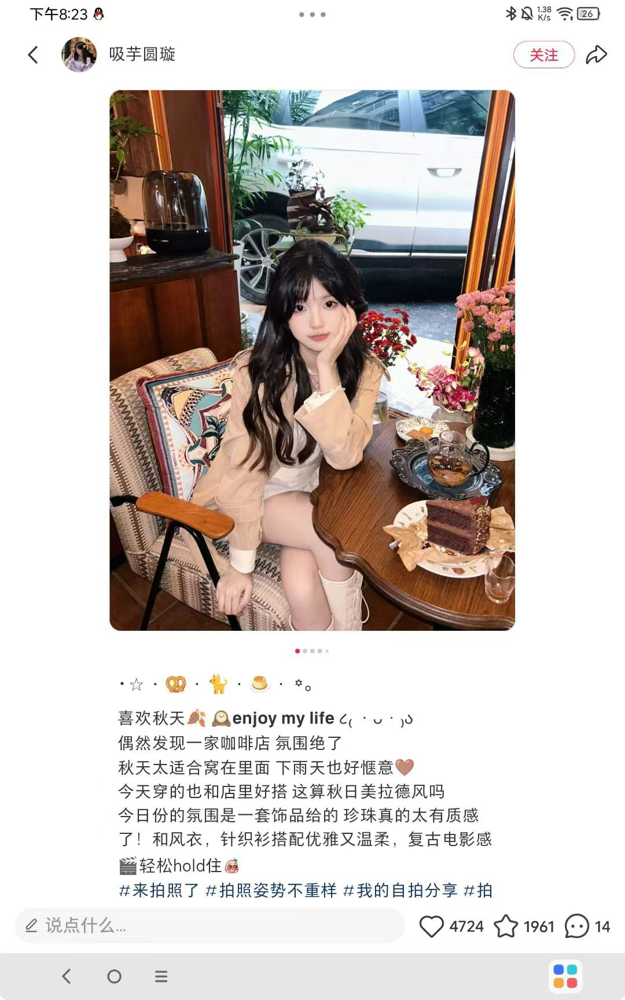 下午8:23
1.38
K/s
26
吸芋圆璇
关注
喜欢秋天🍂 🕰️enjoy my life ૮₍ ･ ᴗ ･ ₎ა
偶然发现一家咖啡店 氛围绝了
秋天太适合窝在里面 下雨天也好惬意🤎
今天穿的也和店里好搭 这算秋日美拉德风吗
今日份的氛围是一套饰品给的 珍珠真的太有质感
了！和风衣，针织衫搭配优雅又温柔，复古电影感
🎬轻松hold住
#来拍照了 #拍照姿势不重样 #我的自拍分享 #拍
说点什么...
4724
1961
14